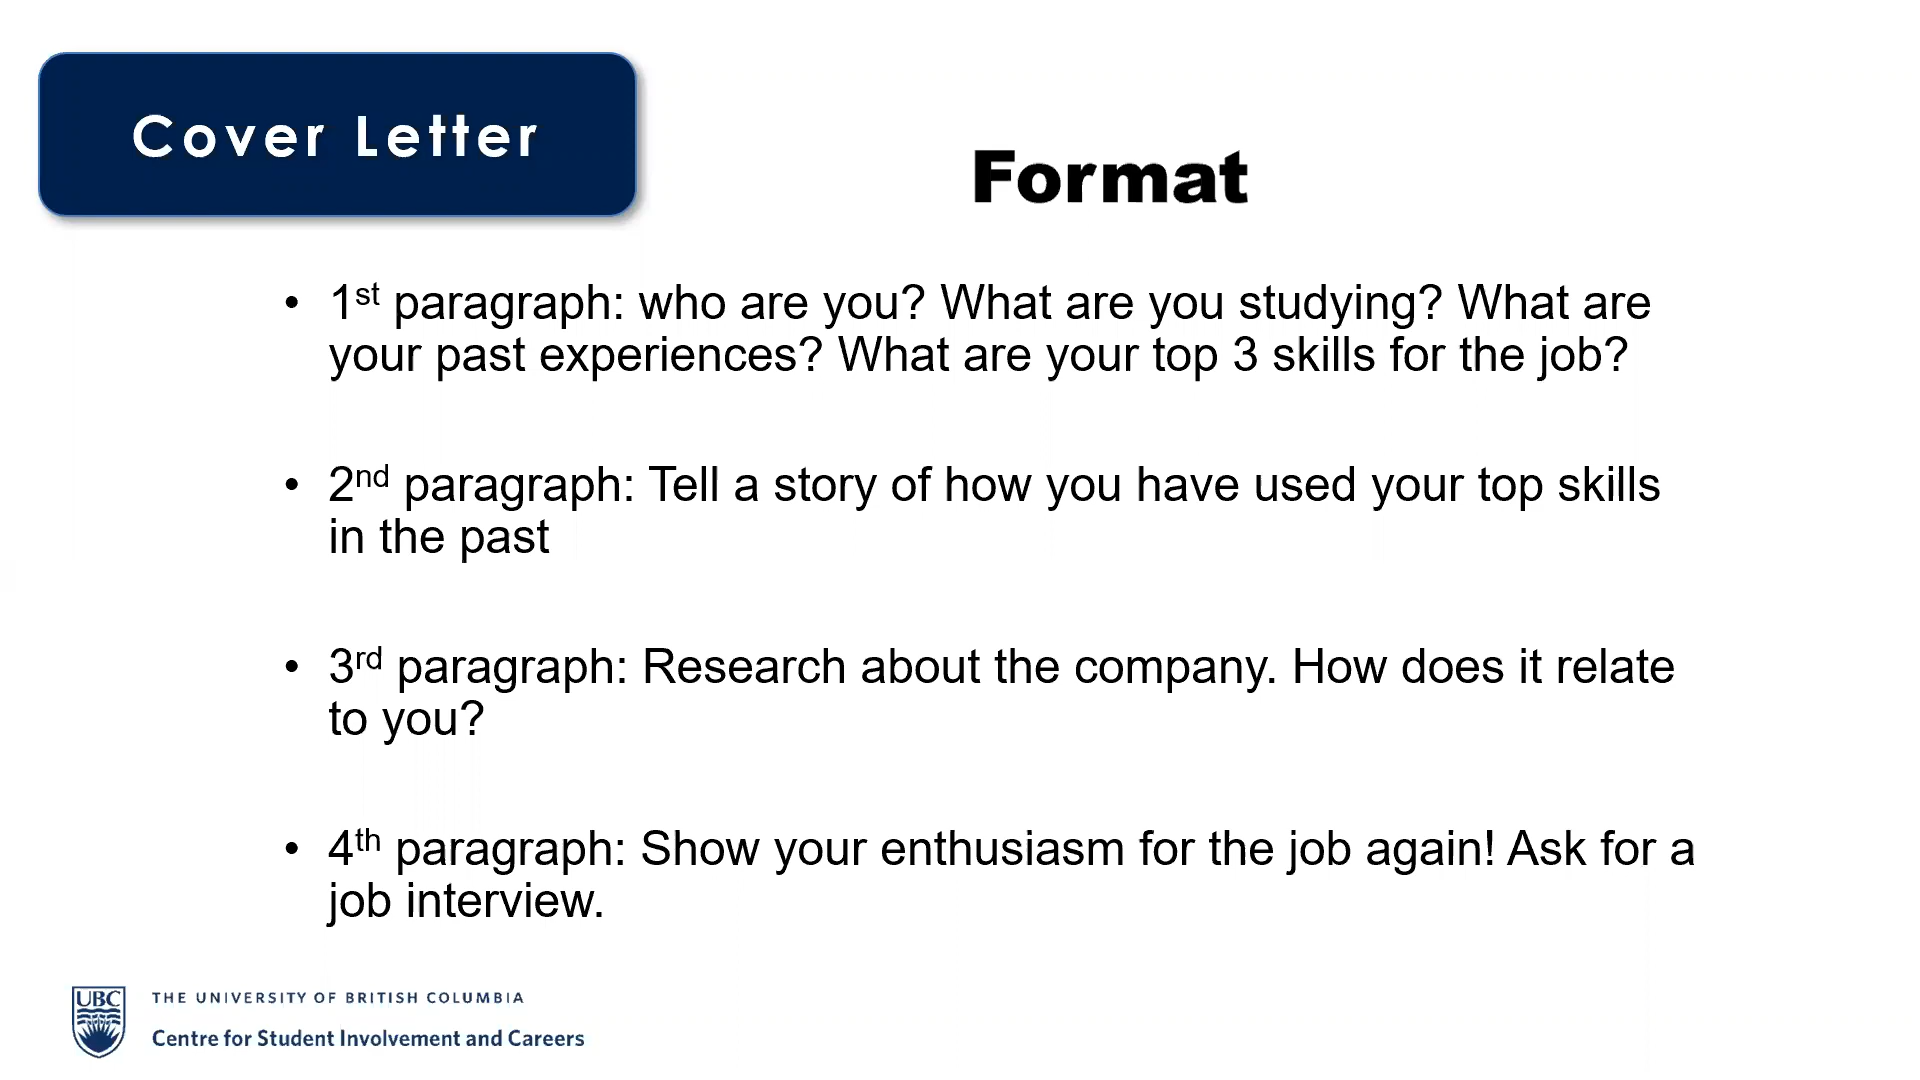 Cover Letter
Format
• 1st paragraph: who are you? What are you studying? What are
your past experiences? What are your top 3 skills for the job?
• 2nd paragraph: Tell a story of how you have used your top skills
in the past
• 3rd paragraph: Research about the company. How does it relate
to you?
• 4th paragraph: Show your enthusiasm for the job again! Ask for a
job interview.
UBC
THE UNIVERSITY OF BRITISH COLUMBIA
Centre for Student Involvement and Careers